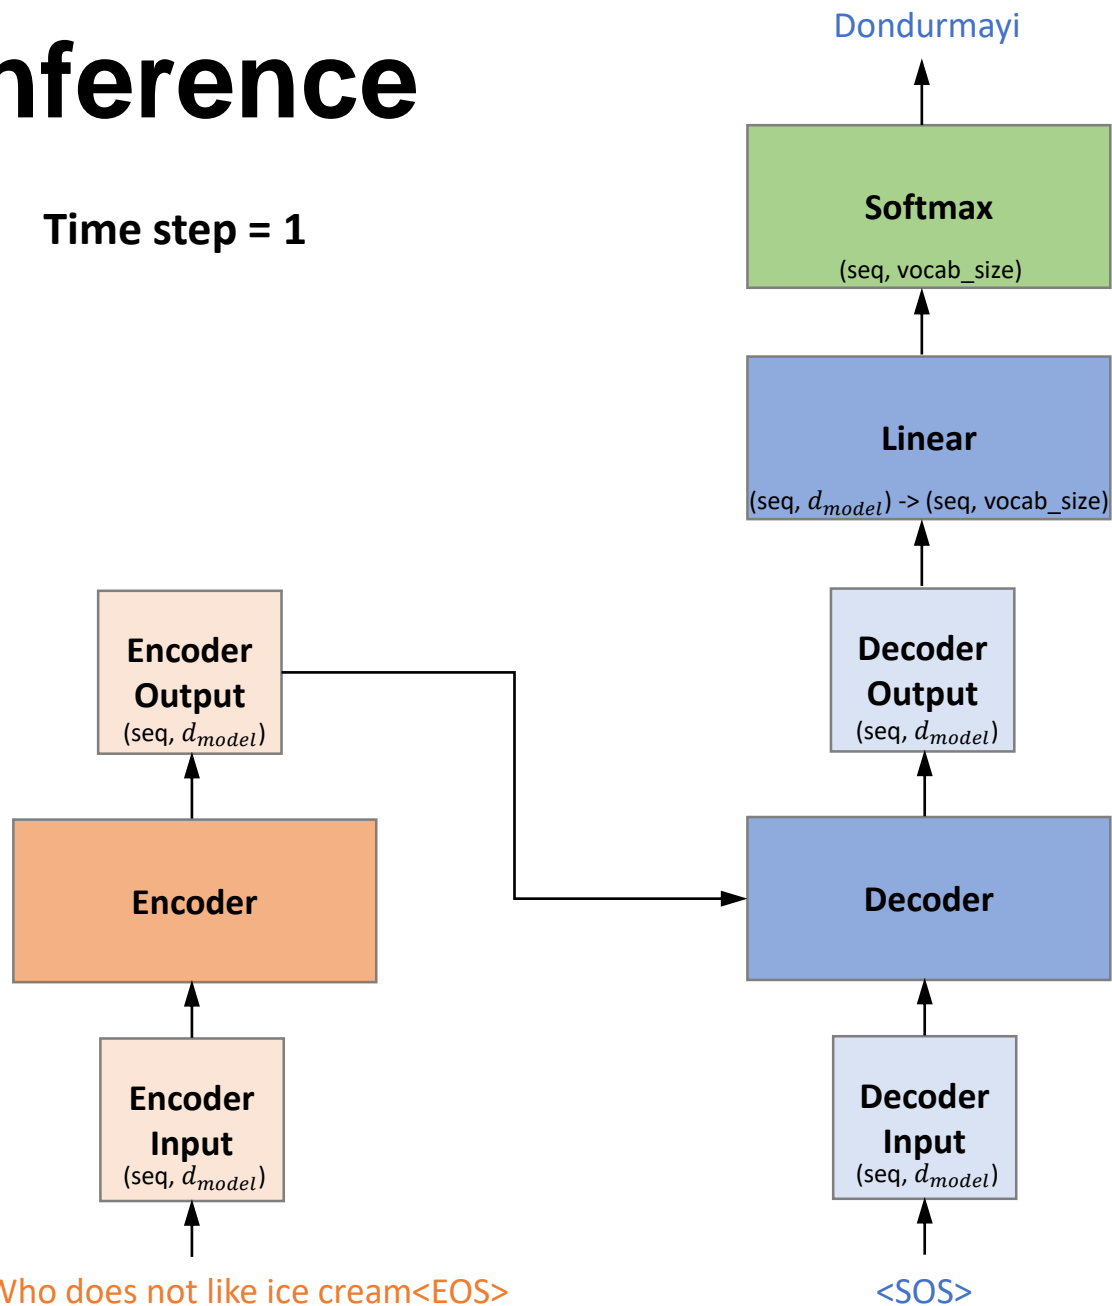 nference
Time step = 1
Dondurmayi
Softmax
(seq, vocab_size)
Linear
(seq, d_model) -> (seq, vocab_size)
Encoder
Output
(seq, d_model)
Decoder
Output
(seq, d_model)
Encoder
Decoder
Encoder
Input
(seq, d_model)
Decoder
Input
(seq, d_model)
Who does not like ice cream<EOS>
<SOS>